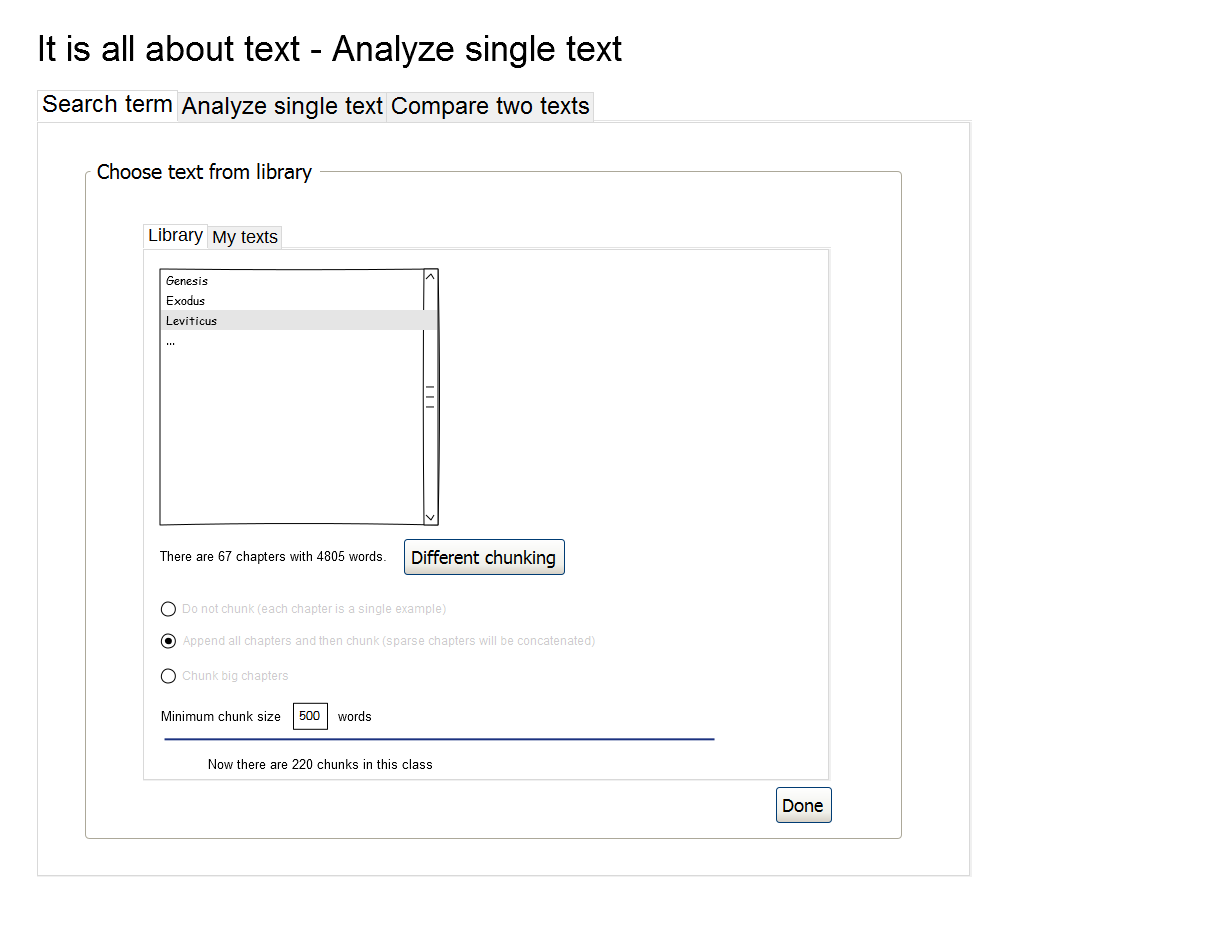 It is all about text - Analyze single text
Search term Analyze single text Compare two texts
Choose text from library
Library My texts
Genesis
Exodus
Leviticus
...
There are 67 chapters with 4805 words. Different chunking
Do not chunk (each chapter is a single example)
Append all chapters and then chunk (sparse chapters will be concatenated)
Chunk big chapters
Minimum chunk size 500 words
Now there are 220 chunks in this class
Done